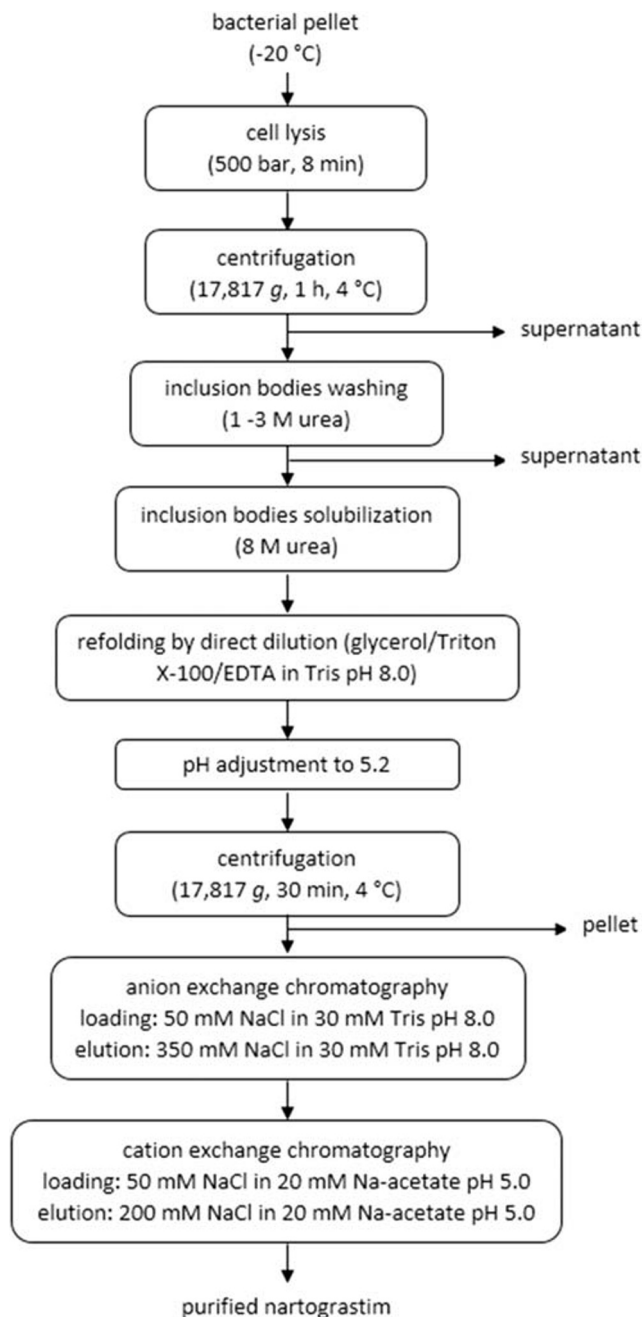 bacterial pellet
(-20 °C)
cell lysis
(500 bar, 8 min)
centrifugation
(17,817 g, 1 h, 4 °C)
supernatant
inclusion bodies washing
(1 -3 M urea)
supernatant
inclusion bodies solubilization
(8 M urea)
refolding by direct dilution (glycerol/Triton
X-100/EDTA in Tris pH 8.0)
pH adjustment to 5.2
centrifugation
(17,817 g, 30 min, 4 °C)
pellet
anion exchange chromatography
loading: 50 mM NaCl in 30 mM Tris pH 8.0
elution: 350 mM NaCl in 30 mM Tris pH 8.0
cation exchange chromatography
loading: 50 mM NaCl in 20 mM Na-acetate pH 5.0
elution: 200 mM NaCl in 20 mM Na-acetate pH 5.0
purified nartograstim